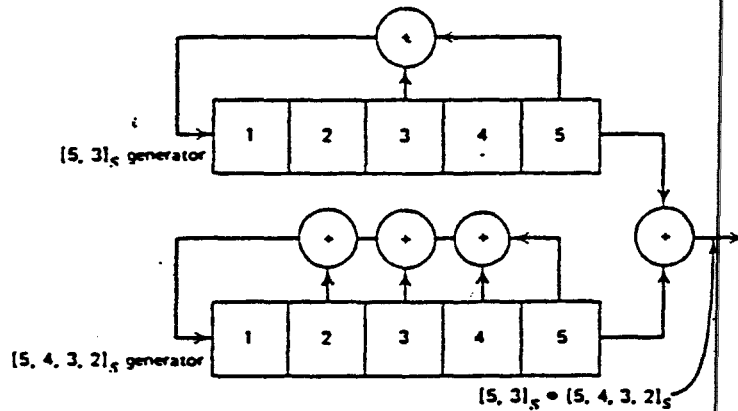 +
1 2 3 4 5
[5, 3]s generator
+ + +
+
1 2 3 4 5
[5, 4, 3, 2]s generator
[5, 3]s • [5, 4, 3, 2]s